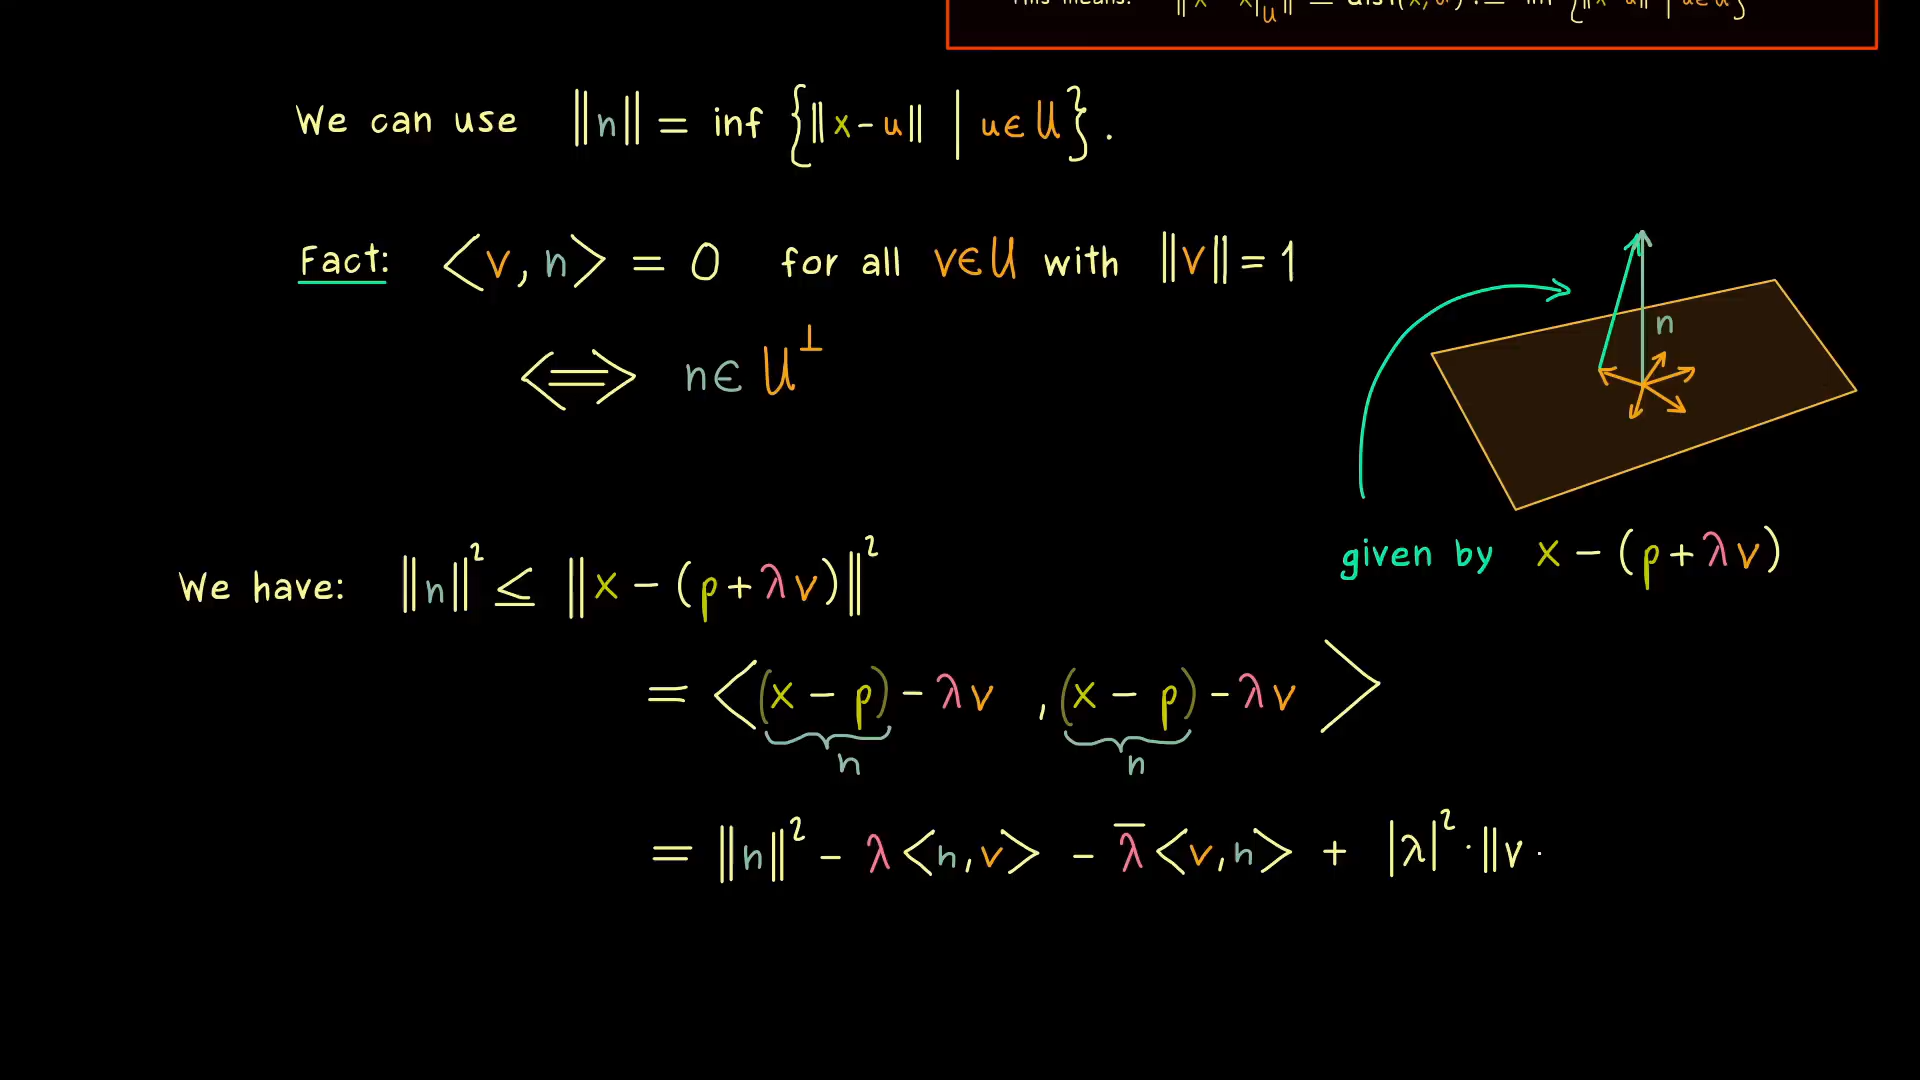 We can use ‖n‖ = inf {‖x - u‖ | u ∈ U}.
Fact: <v, n> = 0 for all v ∈ U with ‖v‖ = 1
⟺ n ∈ U^⊥
n
given by x - (p + λv)
We have: ‖n‖² ≤ ‖x - (p + λv)‖²
= <(x - p) - λv , (x - p) - λv>
n n
= ‖n‖² - λ<n, v> - λ̅<v, n> + |λ|² · ‖v